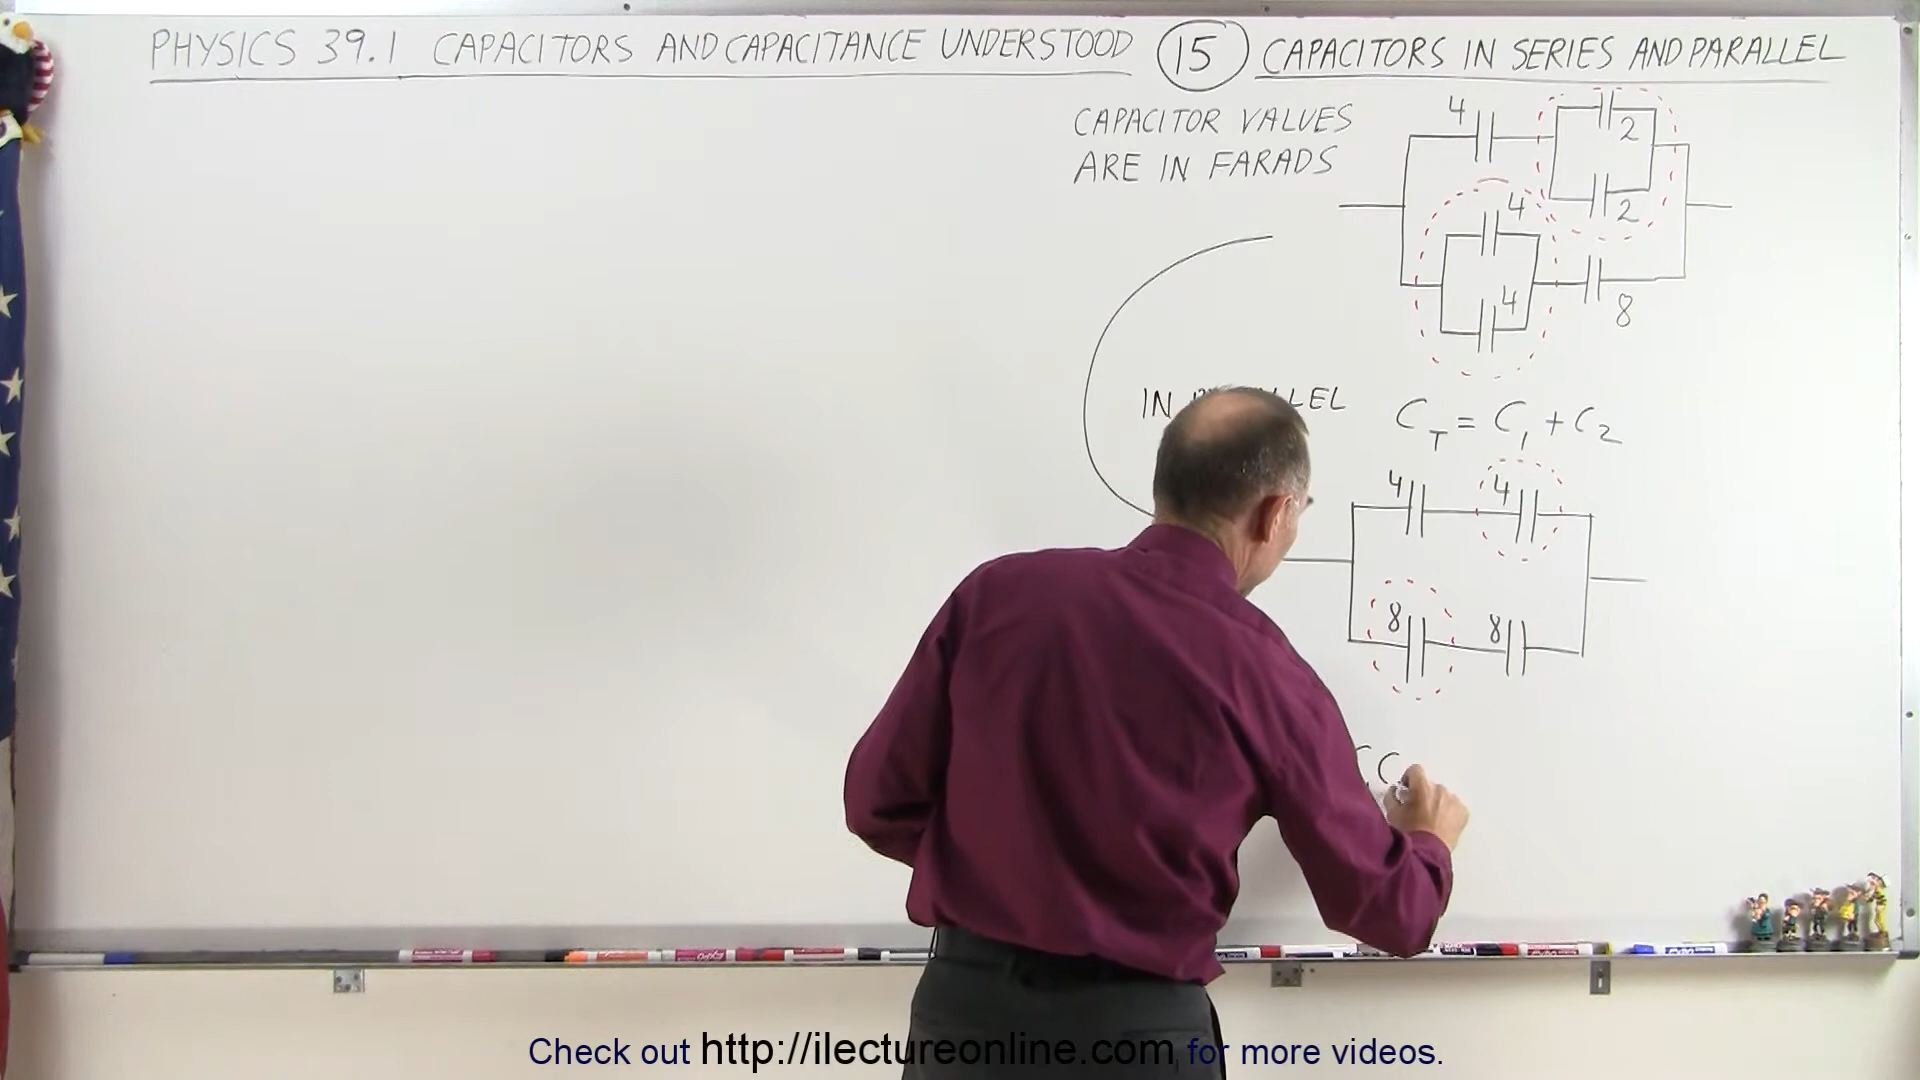 PHYSICS 39.1 CAPACITORS AND CAPACITANCE UNDERSTOOD 15 CAPACITORS IN SERIES AND PARALLEL
CAPACITOR VALUES
ARE IN FARADS
4
2
2
4
4
8
IN
C_T = C_1 + C_2
4 4
8 8
Check out http://ilectureonline.com for more videos.